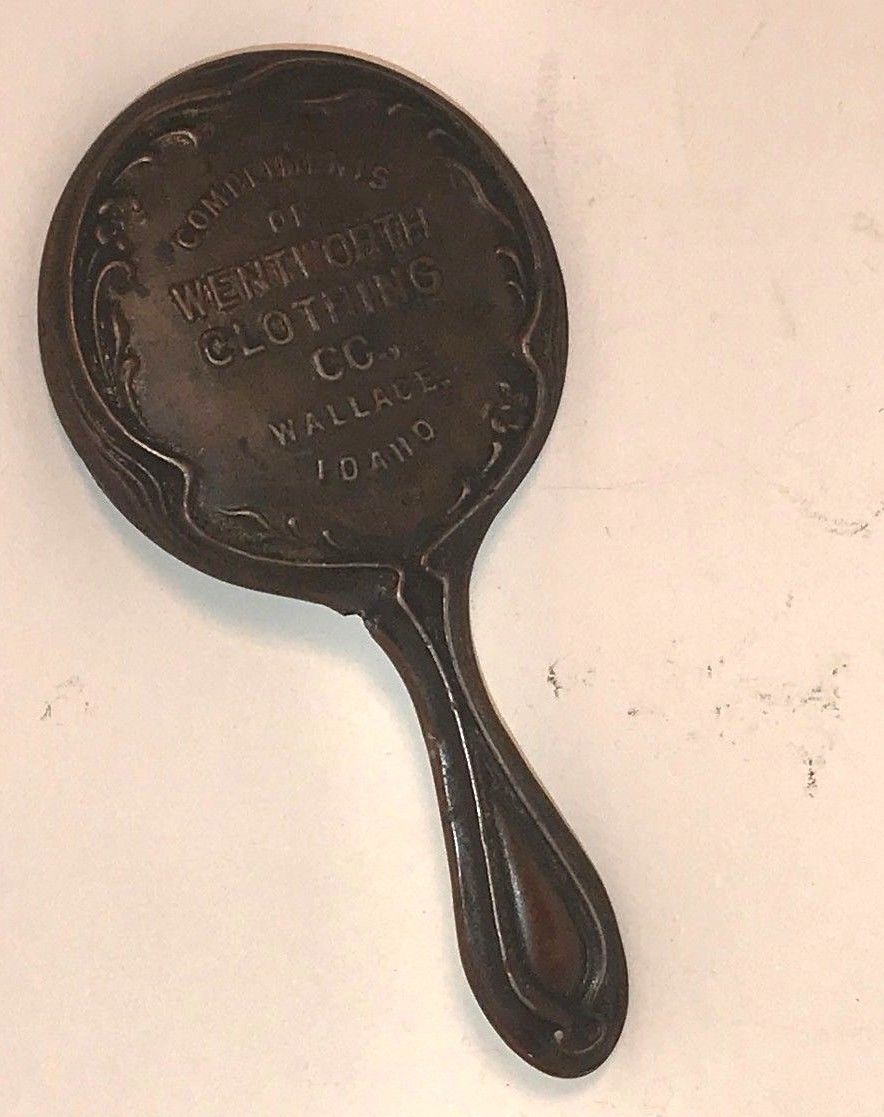 COMPLIMENTS
OF
WENTWORTH
CLOTHING
CO.,
WALLACE,
IDAHO